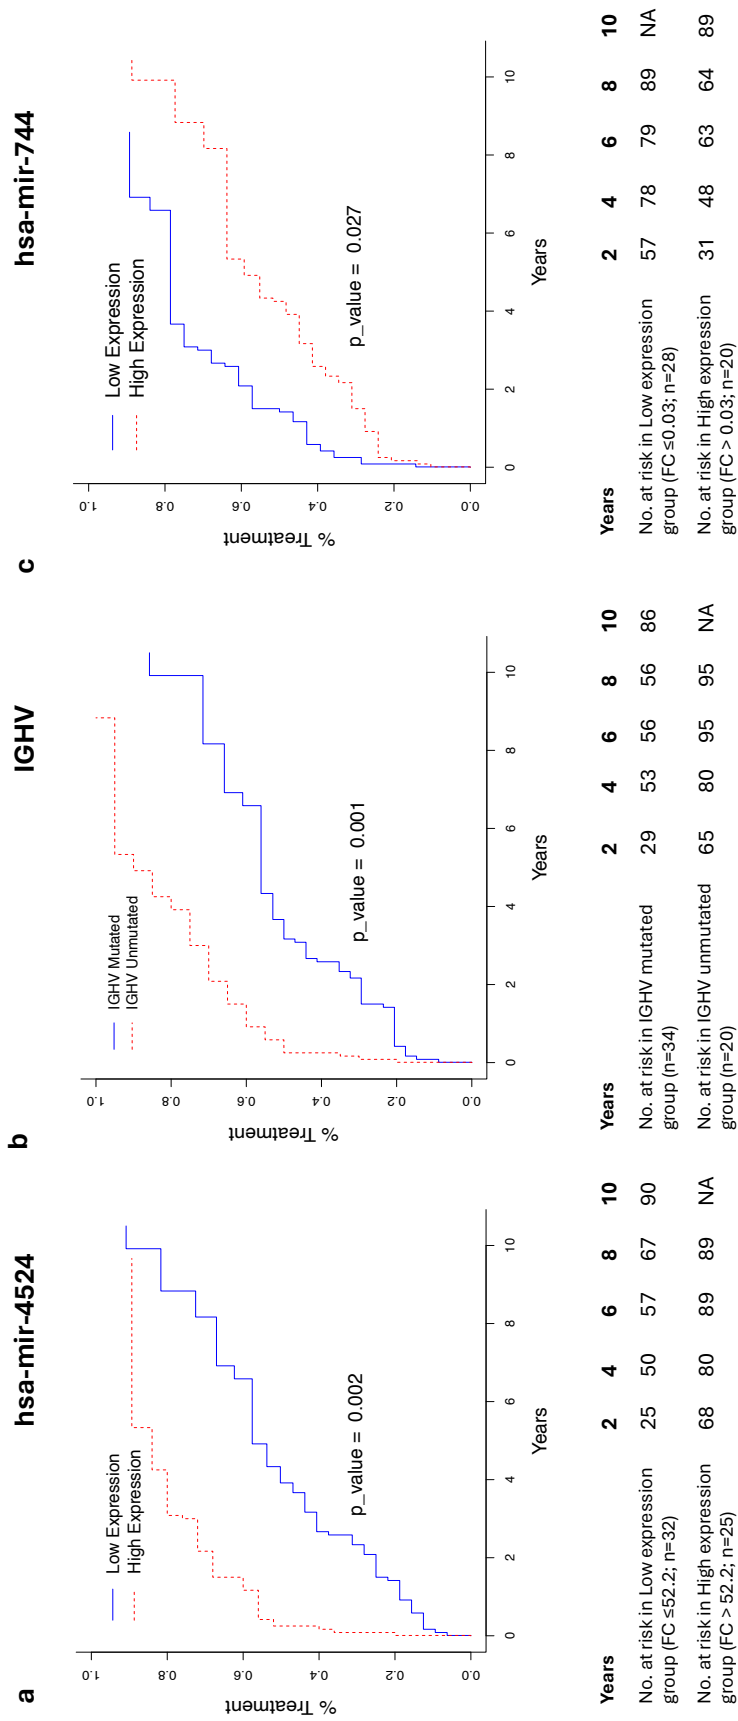 a
hsa-mir-4524
% Treatment
1.0
0.8
0.6
0.4
0.2
0.0
Low Expression
High Expression
p_value = 0.002
0 2 4 6 8 10
Years
Years 2 4 6 8 10
No. at risk in Low expression
group (FC ≤52.2; n=32) 25 50 57 67 90
No. at risk in High expression
group (FC > 52.2; n=25) 68 80 89 89 NA
b
IGHV
% Treatment
1.0
0.8
0.6
0.4
0.2
0.0
IGHV Mutated
IGHV Unmutated
p_value = 0.001
0 2 4 6 8 10
Years
Years 2 4 6 8 10
No. at risk in IGHV mutated
group (n=34) 29 53 56 56 86
No. at risk in IGHV unmutated
group (n=20) 65 80 95 95 NA
c
hsa-mir-744
% Treatment
1.0
0.8
0.6
0.4
0.2
0.0
Low Expression
High Expression
p_value = 0.027
0 2 4 6 8 10
Years
Years 2 4 6 8 10
No. at risk in Low expression
group (FC ≤0.03; n=28) 57 78 79 89 NA
No. at risk in High expression
group (FC > 0.03; n=20) 31 48 63 64 89